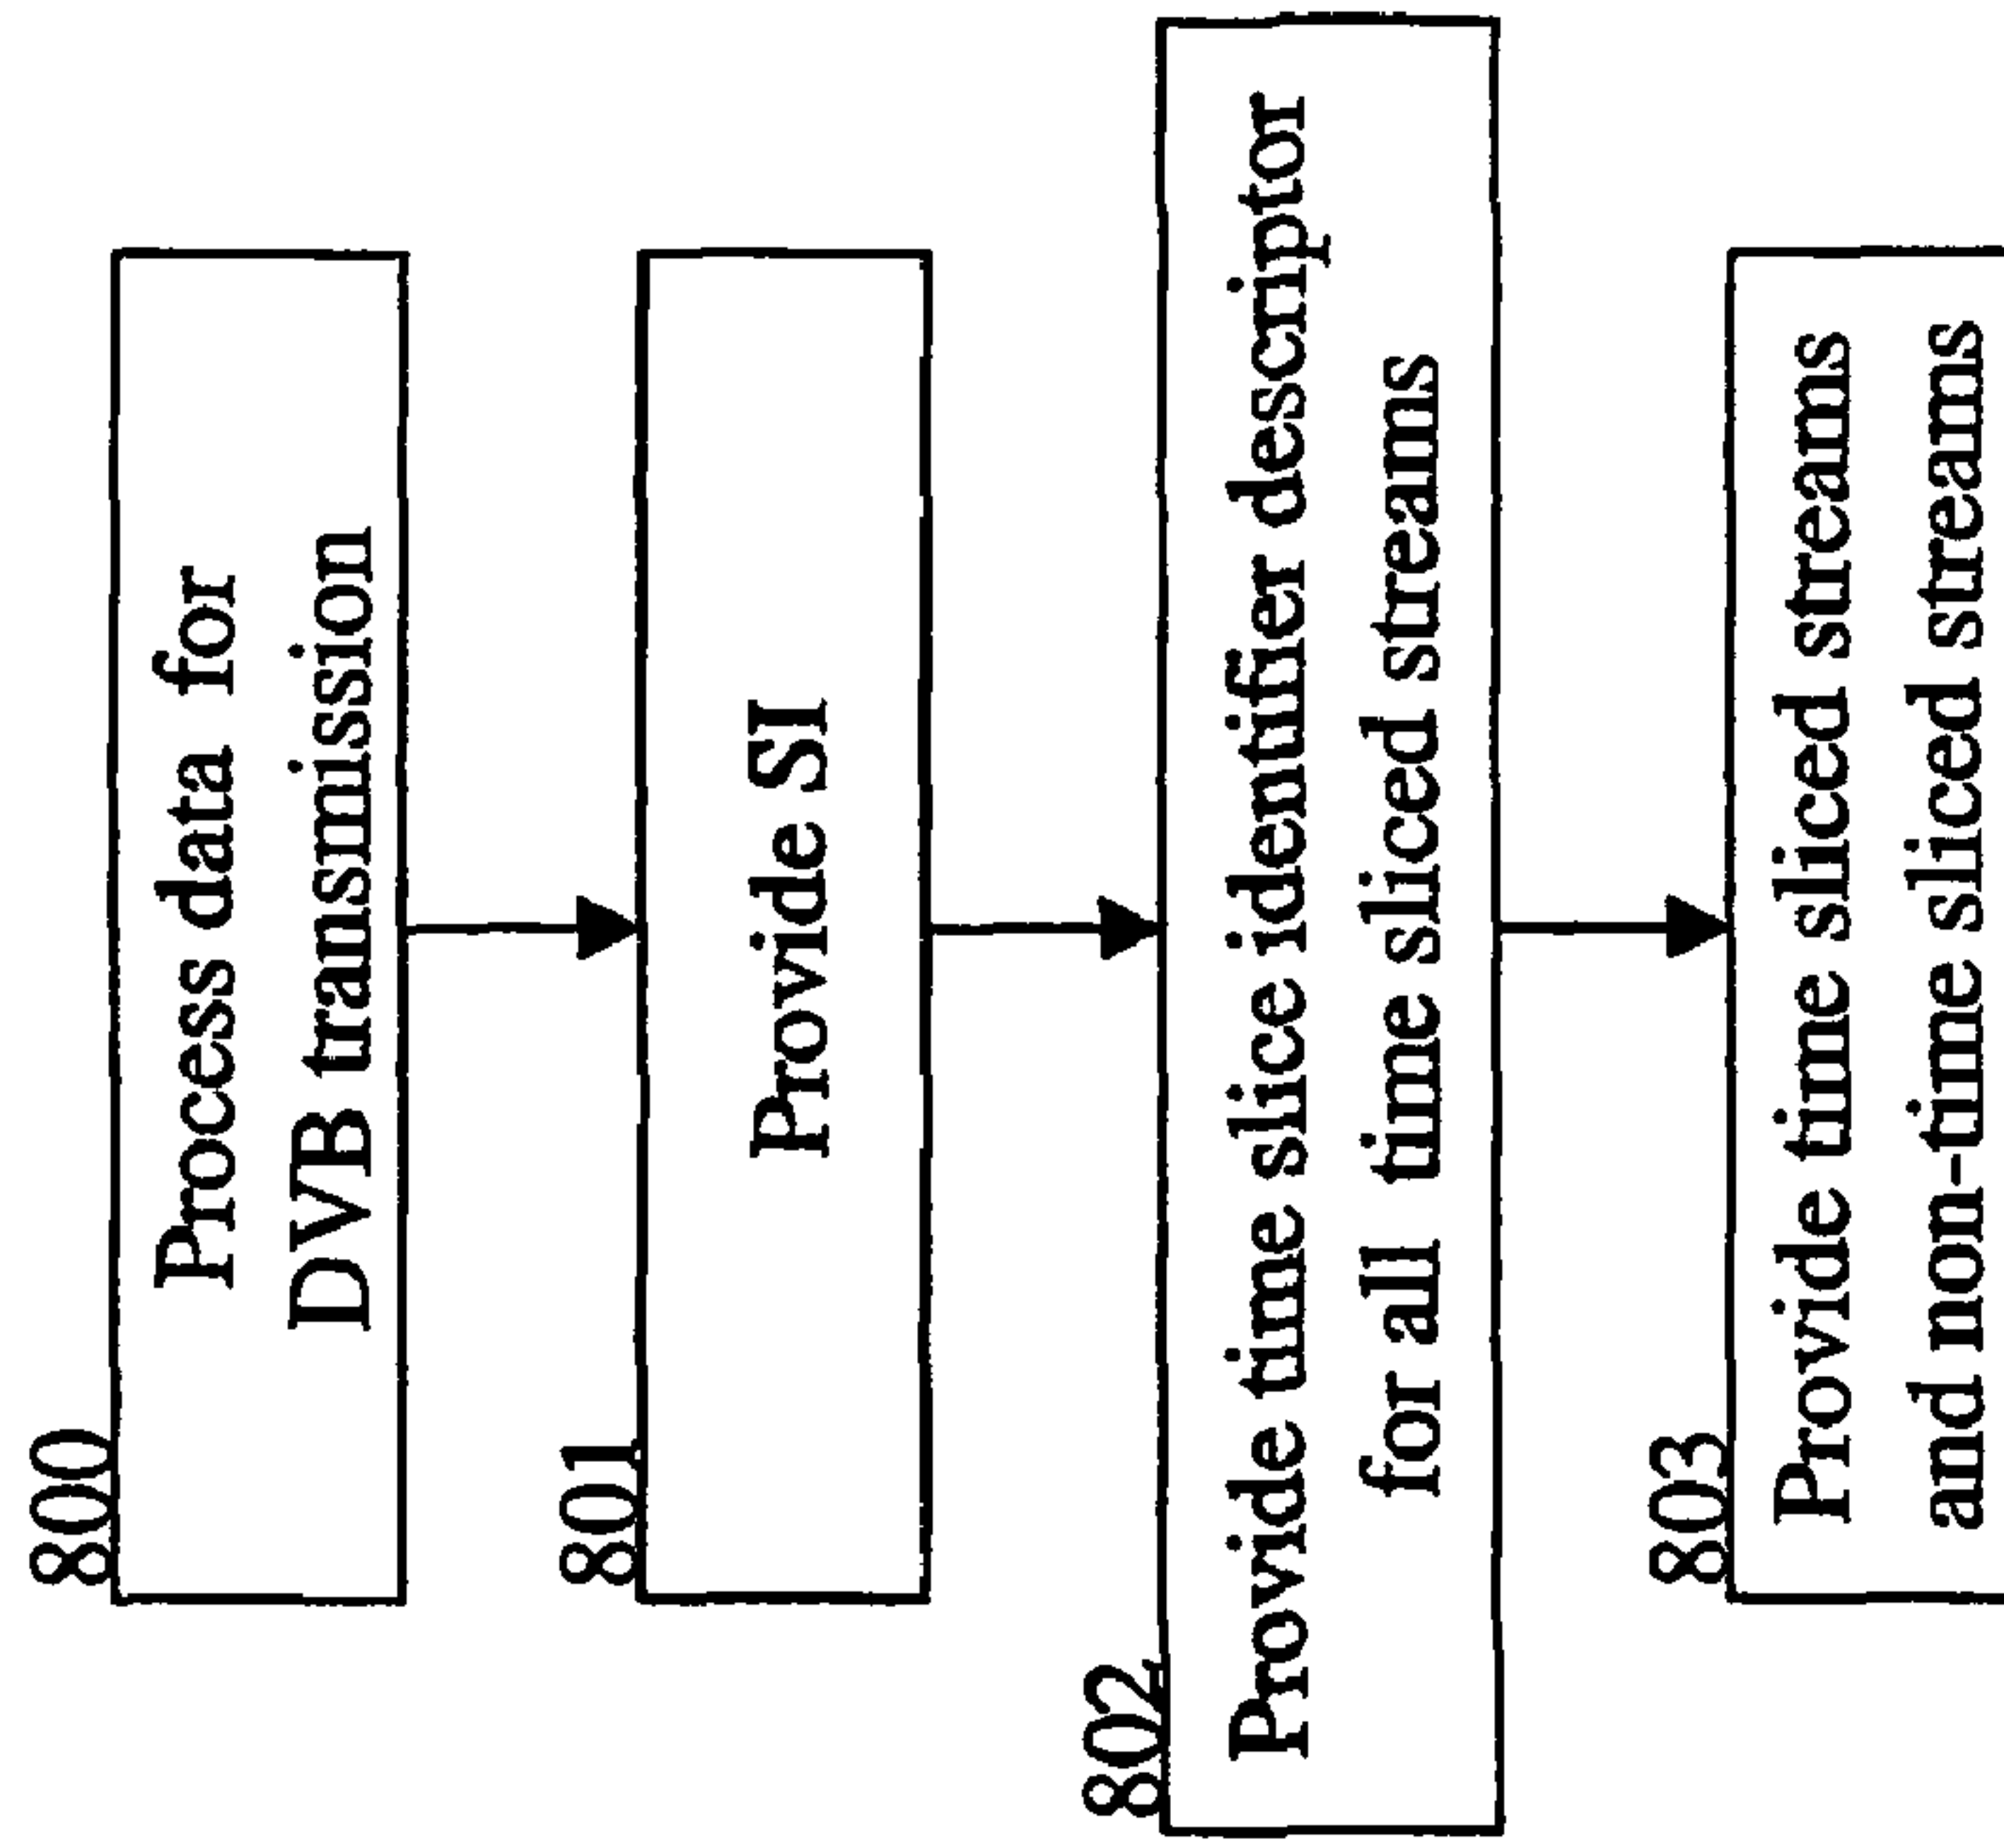 800
Process data for
DVB transmission
801
Provide SI
802
Provide time slice identifier descriptor
for all time sliced streams
803
Provide time sliced streams
and non-time sliced streams